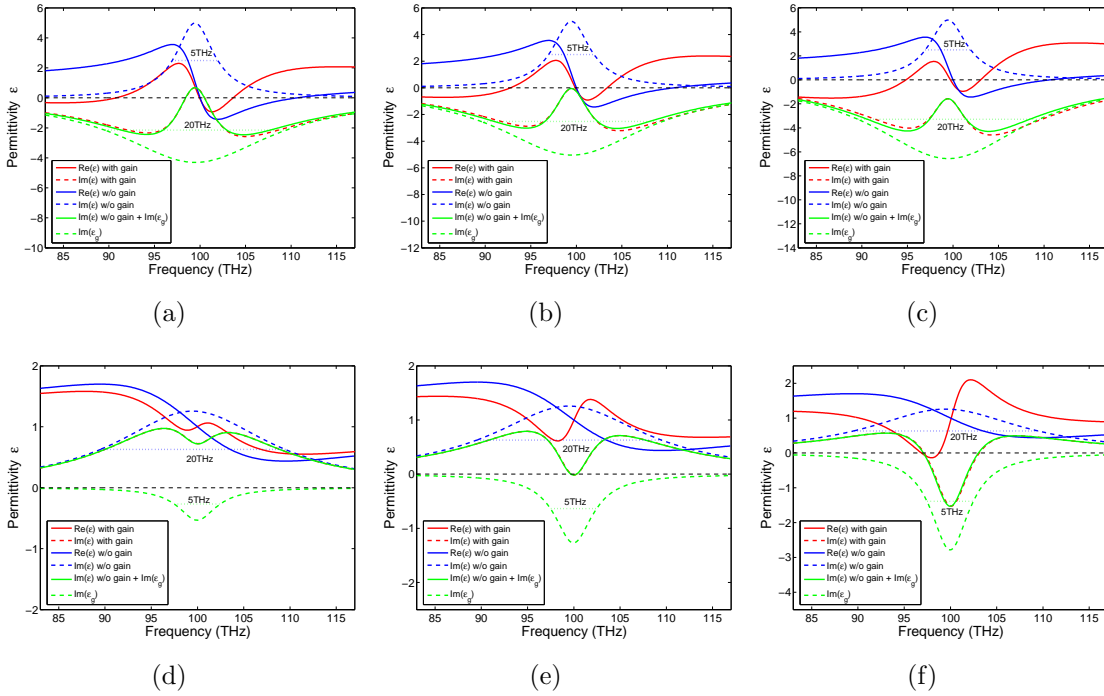 6
4
2
0
−2
−4
−6
−8
−10
Permittivity ε
5THz
20THz
Re(ε) with gain
Im(ε) with gain
Re(ε) w/o gain
Im(ε) w/o gain
Im(ε) w/o gain + Im(εg)
Im(εg)
85 90 95 100 105 110 115
Frequency (THz)
(a)
6
4
2
0
−2
−4
−6
−8
−10
−12
Permittivity ε
5THz
20THz
Re(ε) with gain
Im(ε) with gain
Re(ε) w/o gain
Im(ε) w/o gain
Im(ε) w/o gain + Im(εg)
Im(εg)
85 90 95 100 105 110 115
Frequency (THz)
(b)
6
4
2
0
−2
−4
−6
−8
−10
−12
−14
Permittivity ε
5THz
20THz
Re(ε) with gain
Im(ε) with gain
Re(ε) w/o gain
Im(ε) w/o gain
Im(ε) w/o gain + Im(εg)
Im(εg)
85 90 95 100 105 110 115
Frequency (THz)
(c)
2
1
0
−1
−2
Permittivity ε
20THz
5THz
Re(ε) with gain
Im(ε) with gain
Re(ε) w/o gain
Im(ε) w/o gain
Im(ε) w/o gain + Im(εg)
Im(εg)
85 90 95 100 105 110 115
Frequency (THz)
(d)
2
1
0
−1
−2
Permittivity ε
20THz
5THz
Re(ε) with gain
Im(ε) with gain
Re(ε) w/o gain
Im(ε) w/o gain
Im(ε) w/o gain + Im(εg)
Im(εg)
85 90 95 100 105 110 115
Frequency (THz)
(e)
2
1
0
−1
−2
−3
−4
Permittivity ε
20THz
5THz
Re(ε) with gain
Im(ε) with gain
Re(ε) w/o gain
Im(ε) w/o gain
Im(ε) w/o gain + Im(εg)
Im(εg)
85 90 95 100 105 110 115
Frequency (THz)
(f)